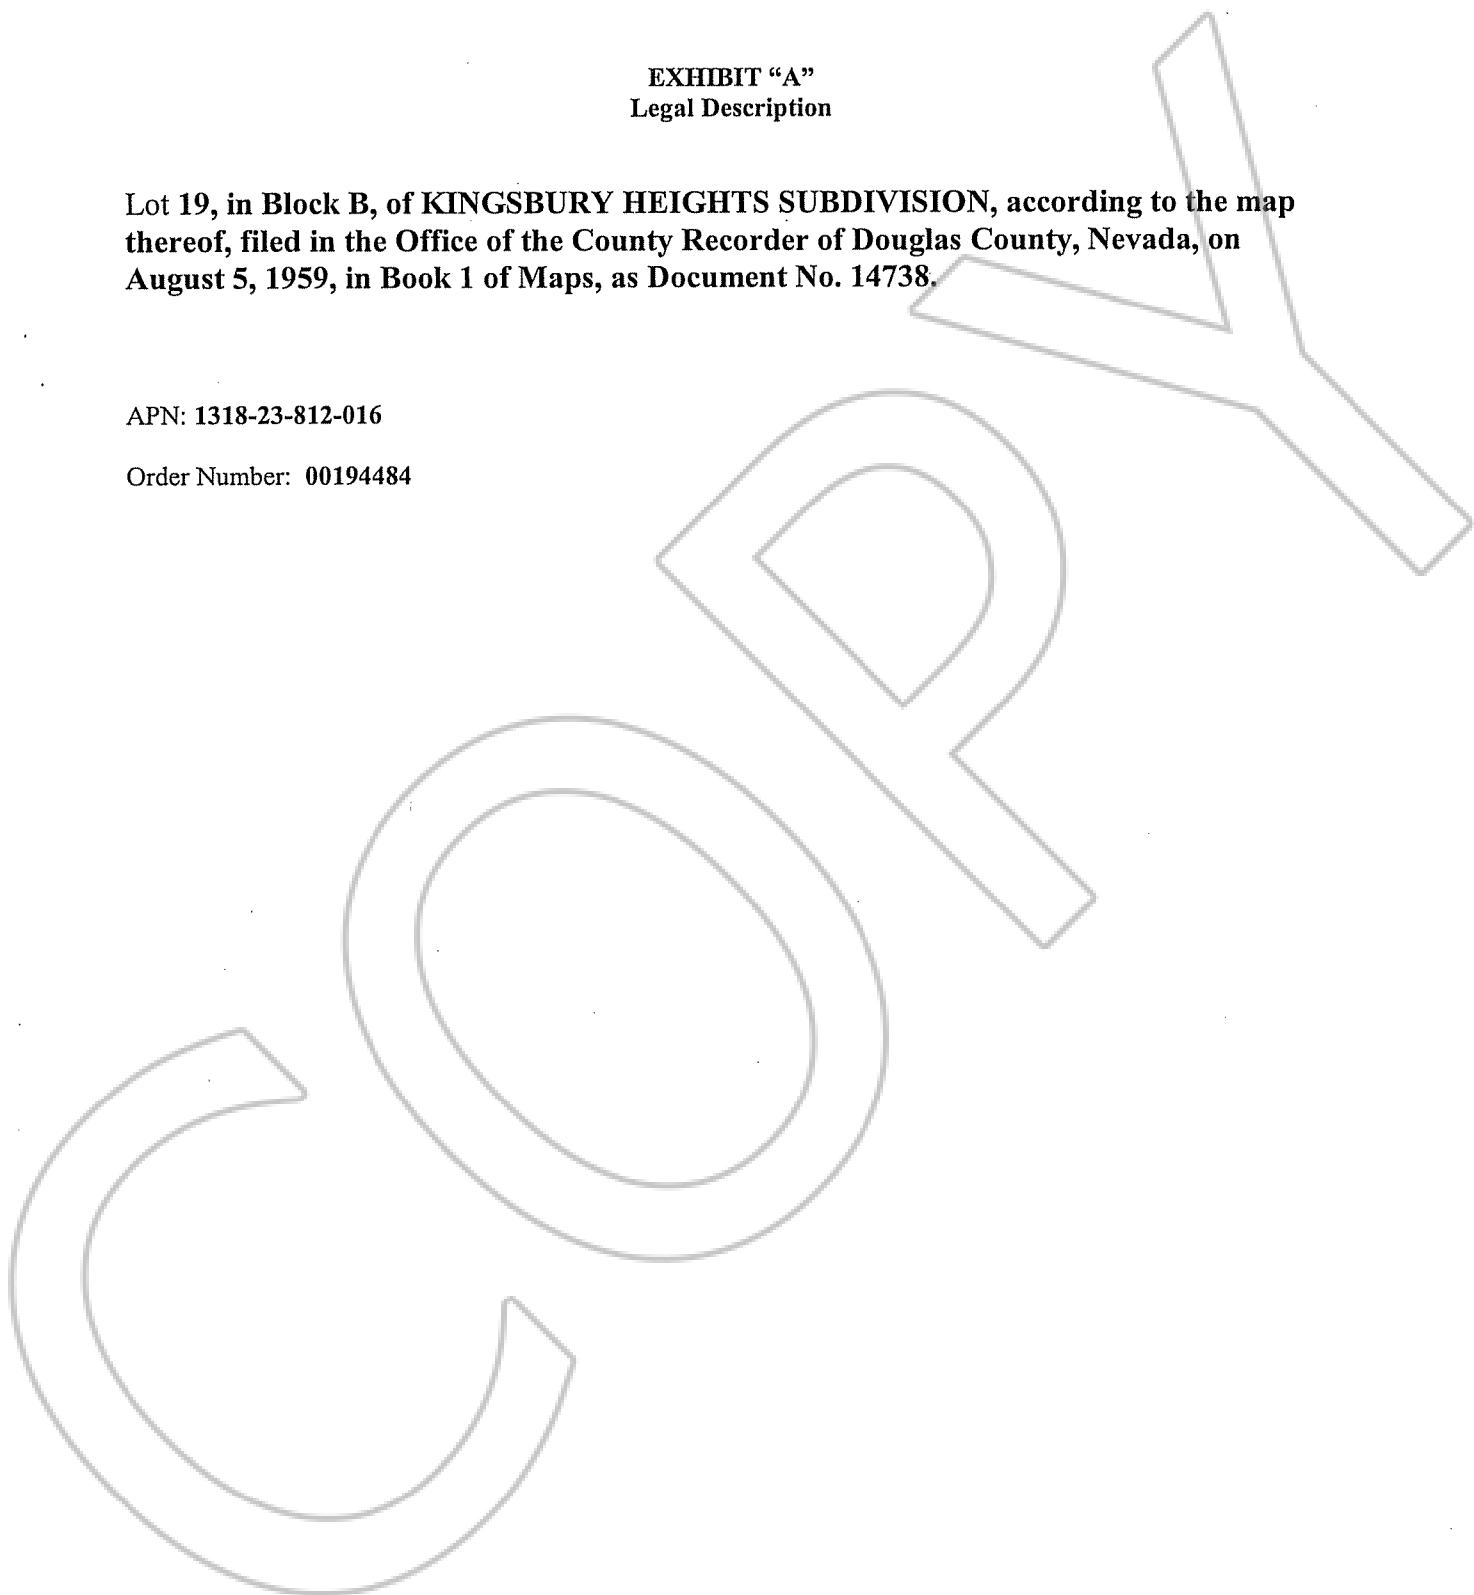 EXHIBIT “A”
Legal Description
Lot 19, in Block B, of KINGSBURY HEIGHTS SUBDIVISION, according to the map
thereof, filed in the Office of the County Recorder of Douglas County, Nevada, on
August 5, 1959, in Book 1 of Maps, as Document No. 14738.
APN: 1318-23-812-016
Order Number: 00194484
COPY